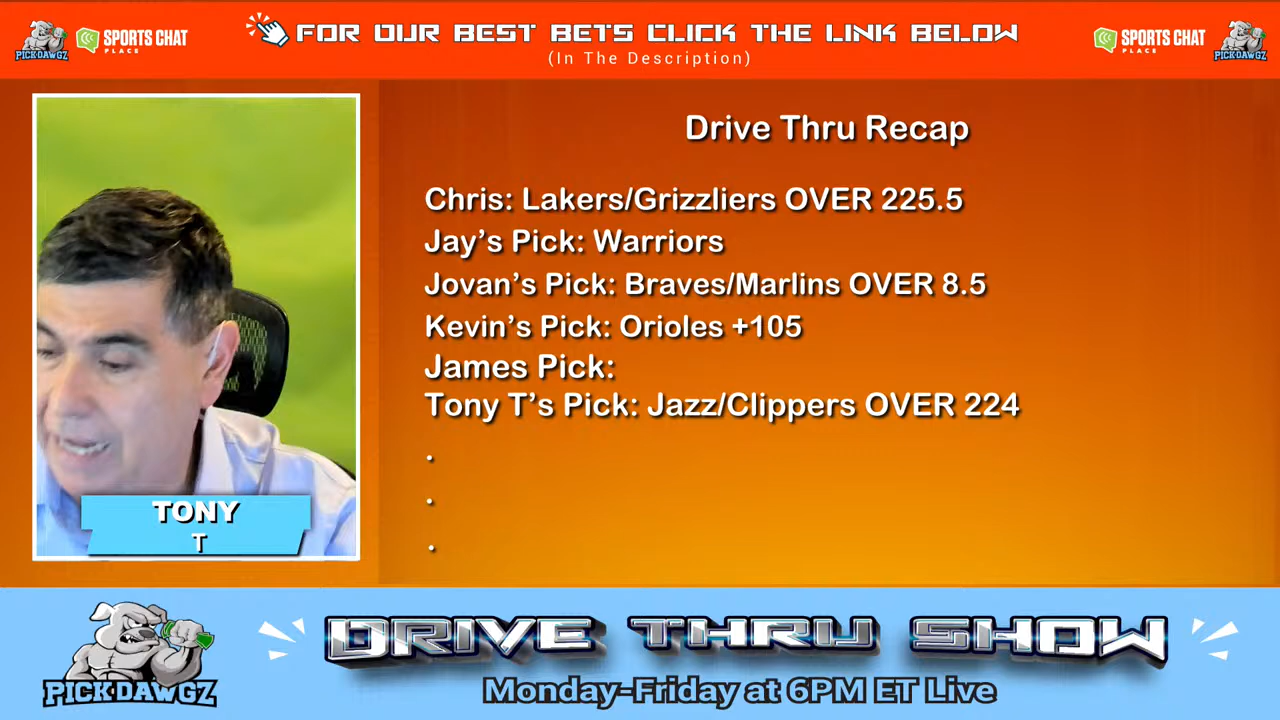 FOR OUR BEST BETS CLICK THE LINK BELOW
(In The Description)
PICKDAWGZ
SPORTS CHAT
PLACE
SPORTS CHAT
PLACE
PICKDAWGZ
Drive Thru Recap
Chris: Lakers/Grizzliers OVER 225.5
Jay's Pick: Warriors
Jovan's Pick: Braves/Marlins OVER 8.5
Kevin's Pick: Orioles +105
James Pick:
Tony T's Pick: Jazz/Clippers OVER 224
.
.
.
TONY
T
PICKDAWGZ
DRIVE THRU SHOW
Monday-Friday at 6PM ET Live